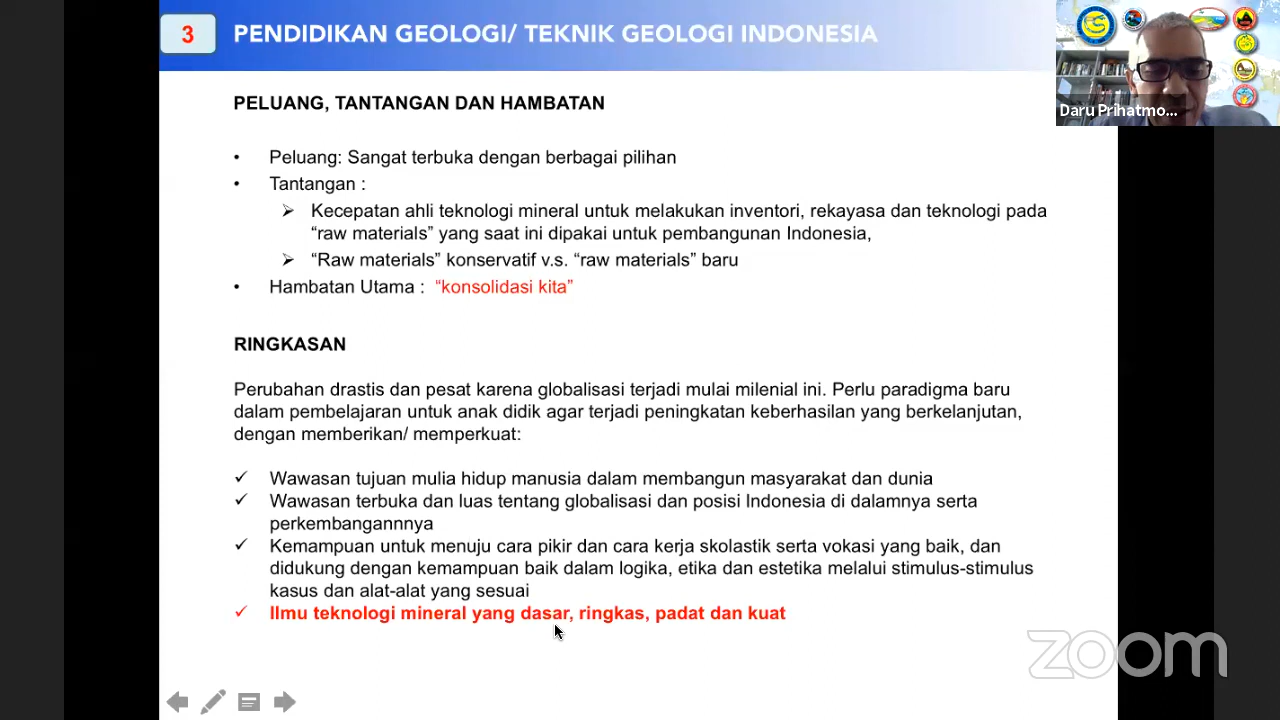 3
PENDIDIKAN GEOLOGI/ TEKNIK GEOLOGI INDONESIA
Daru Prihatmo...
PELUANG, TANTANGAN DAN HAMBATAN
• Peluang: Sangat terbuka dengan berbagai pilihan
• Tantangan :
➢ Kecepatan ahli teknologi mineral untuk melakukan inventori, rekayasa dan teknologi pada
“raw materials” yang saat ini dipakai untuk pembangunan Indonesia,
➢ “Raw materials” konservatif v.s. “raw materials” baru
• Hambatan Utama : “konsolidasi kita”
RINGKASAN
Perubahan drastis dan pesat karena globalisasi terjadi mulai milenial ini. Perlu paradigma baru
dalam pembelajaran untuk anak didik agar terjadi peningkatan keberhasilan yang berkelanjutan,
dengan memberikan/ memperkuat:
✓ Wawasan tujuan mulia hidup manusia dalam membangun masyarakat dan dunia
✓ Wawasan terbuka dan luas tentang globalisasi dan posisi Indonesia di dalamnya serta
perkembangannnya
✓ Kemampuan untuk menuju cara pikir dan cara kerja skolastik serta vokasi yang baik, dan
didukung dengan kemampuan baik dalam logika, etika dan estetika melalui stimulus-stimulus
kasus dan alat-alat yang sesuai
✓ Ilmu teknologi mineral yang dasar, ringkas, padat dan kuat
zoom